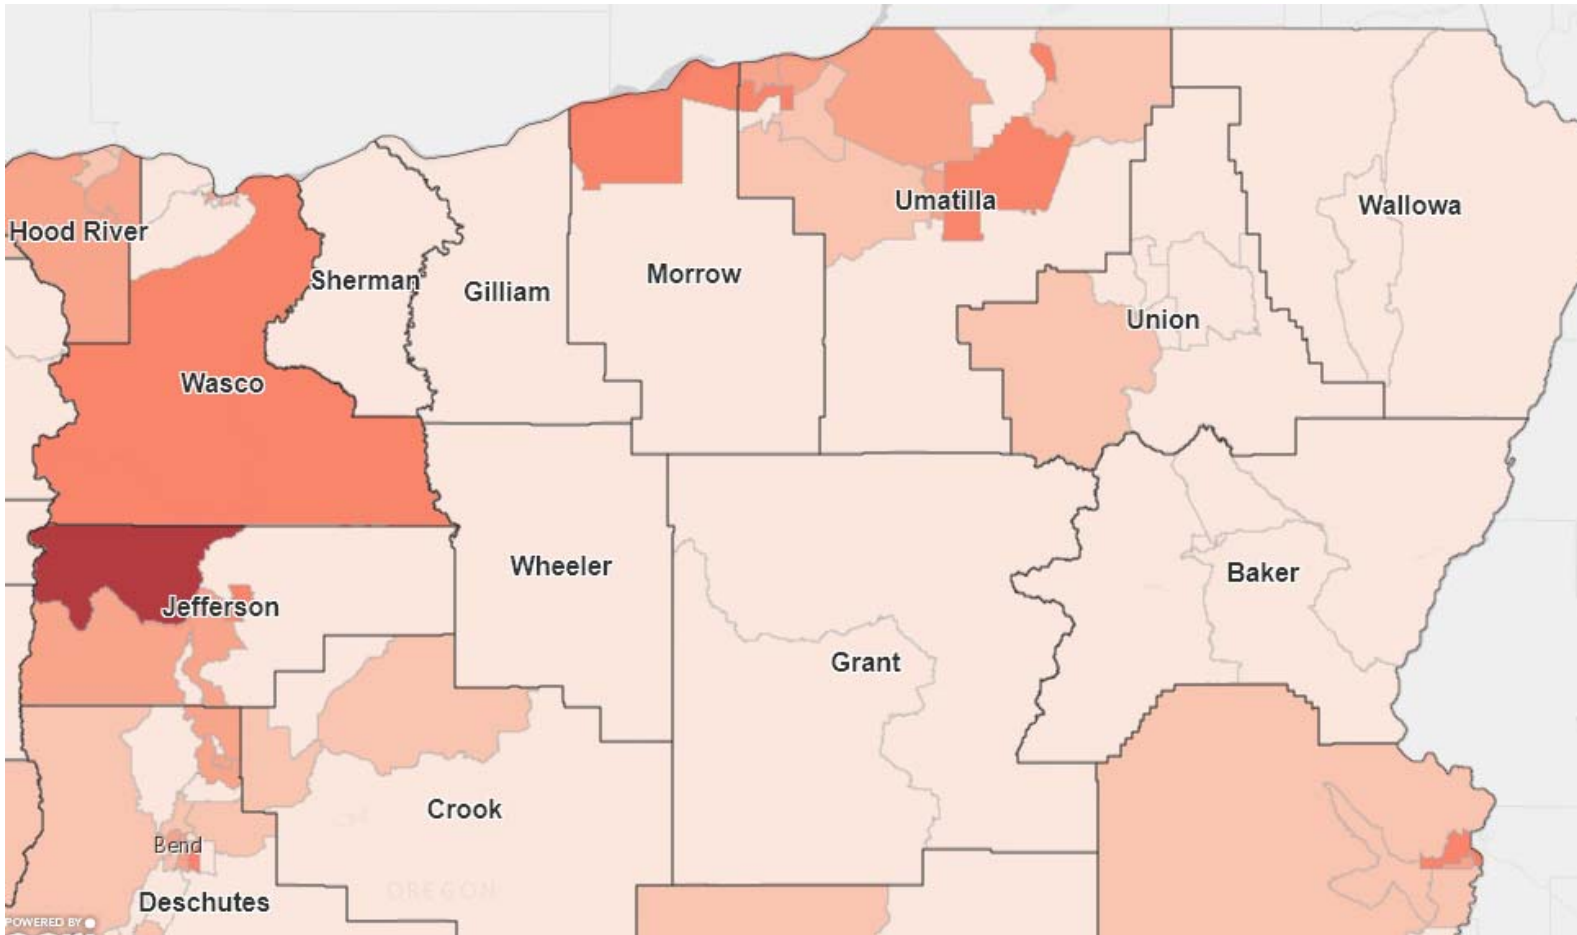 Hood River
Umatilla
Wallowa
Sherman
Gilliam
Morrow
Union
Wasco
Wheeler
Baker
Jefferson
Grant
Crook
Bend
OREGON
Deschutes
POWERED BY